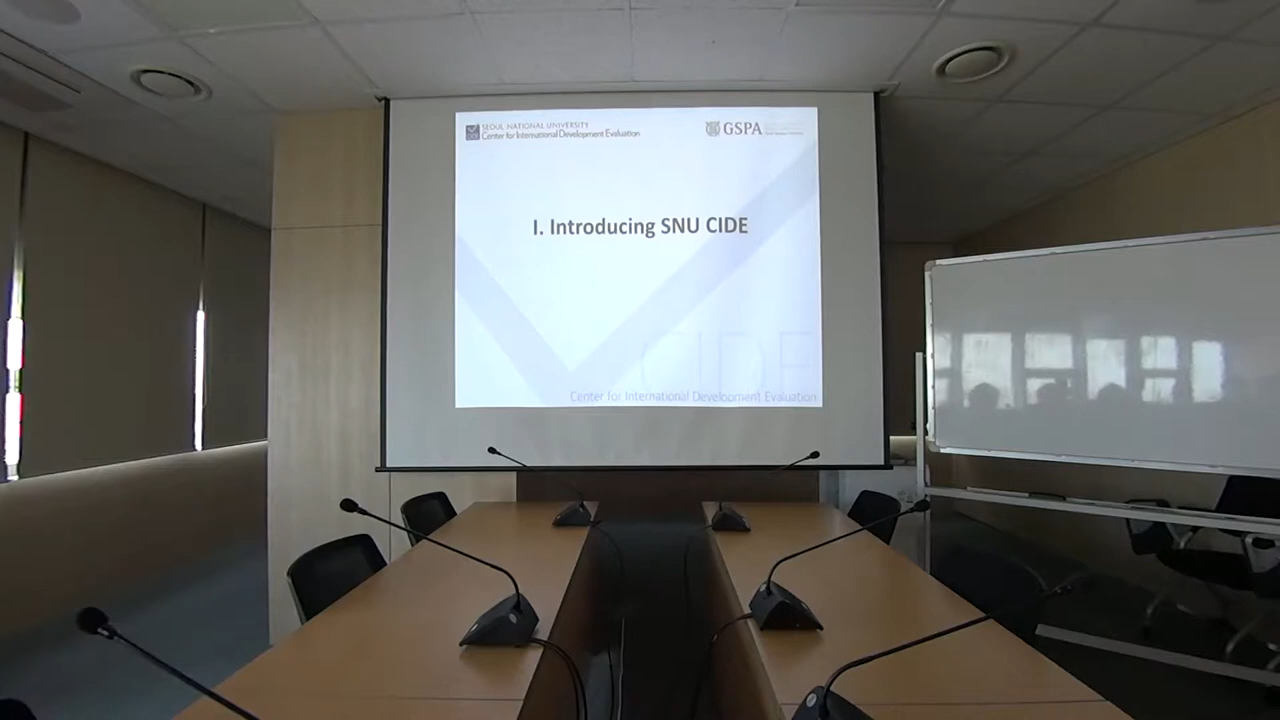 SEOUL NATIONAL UNIVERSITY
Center for International Development Evaluation
GSPA
I. Introducing SNU CIDE
CIDE
Center for International Development Evaluation